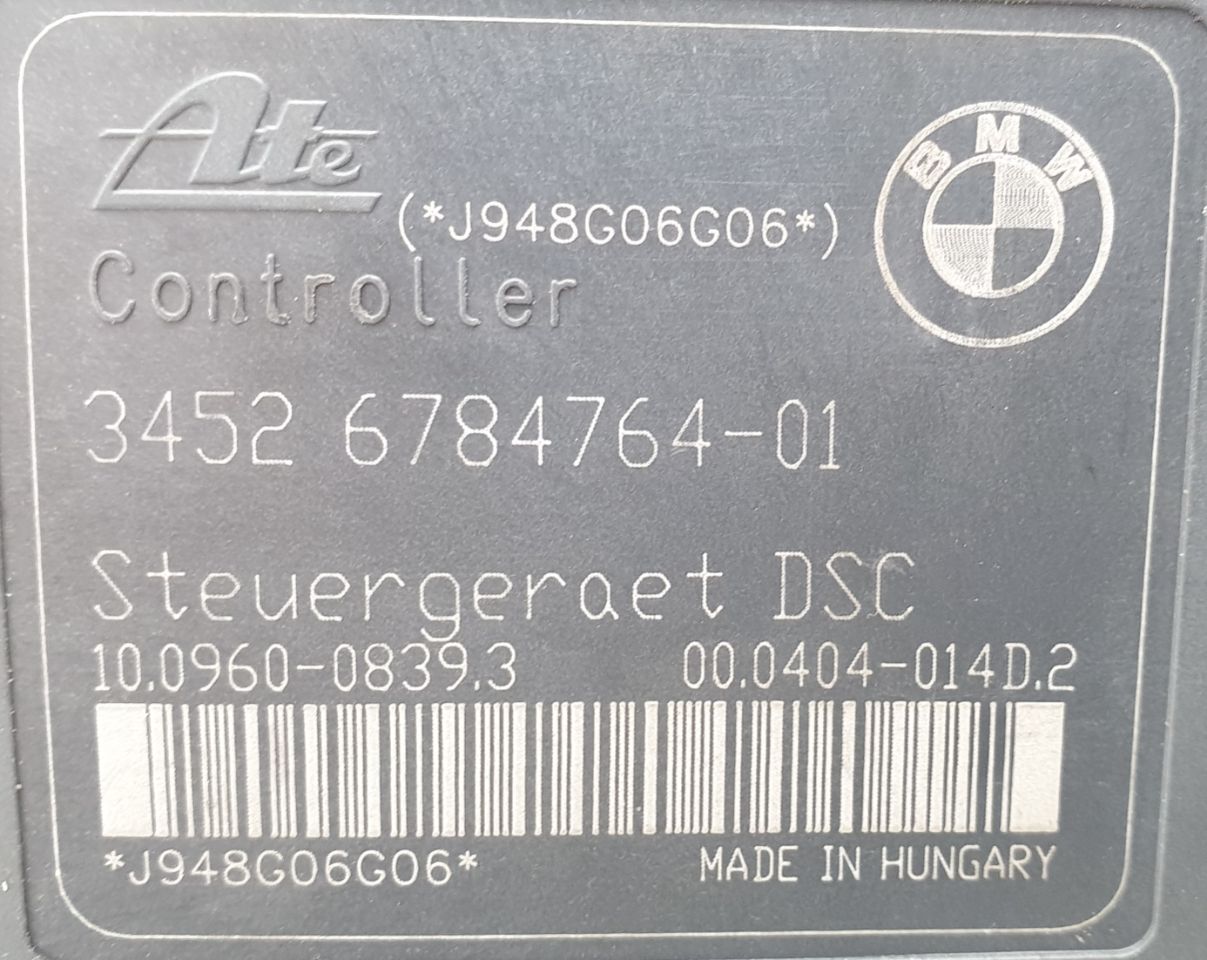 Ate
BMW
(*J948G06G06*)
Controller
3452 6784764-01
Steuergeraet DSC
10.0960-0839.3 00.0404-014D.2
*J948G06G06* MADE IN HUNGARY